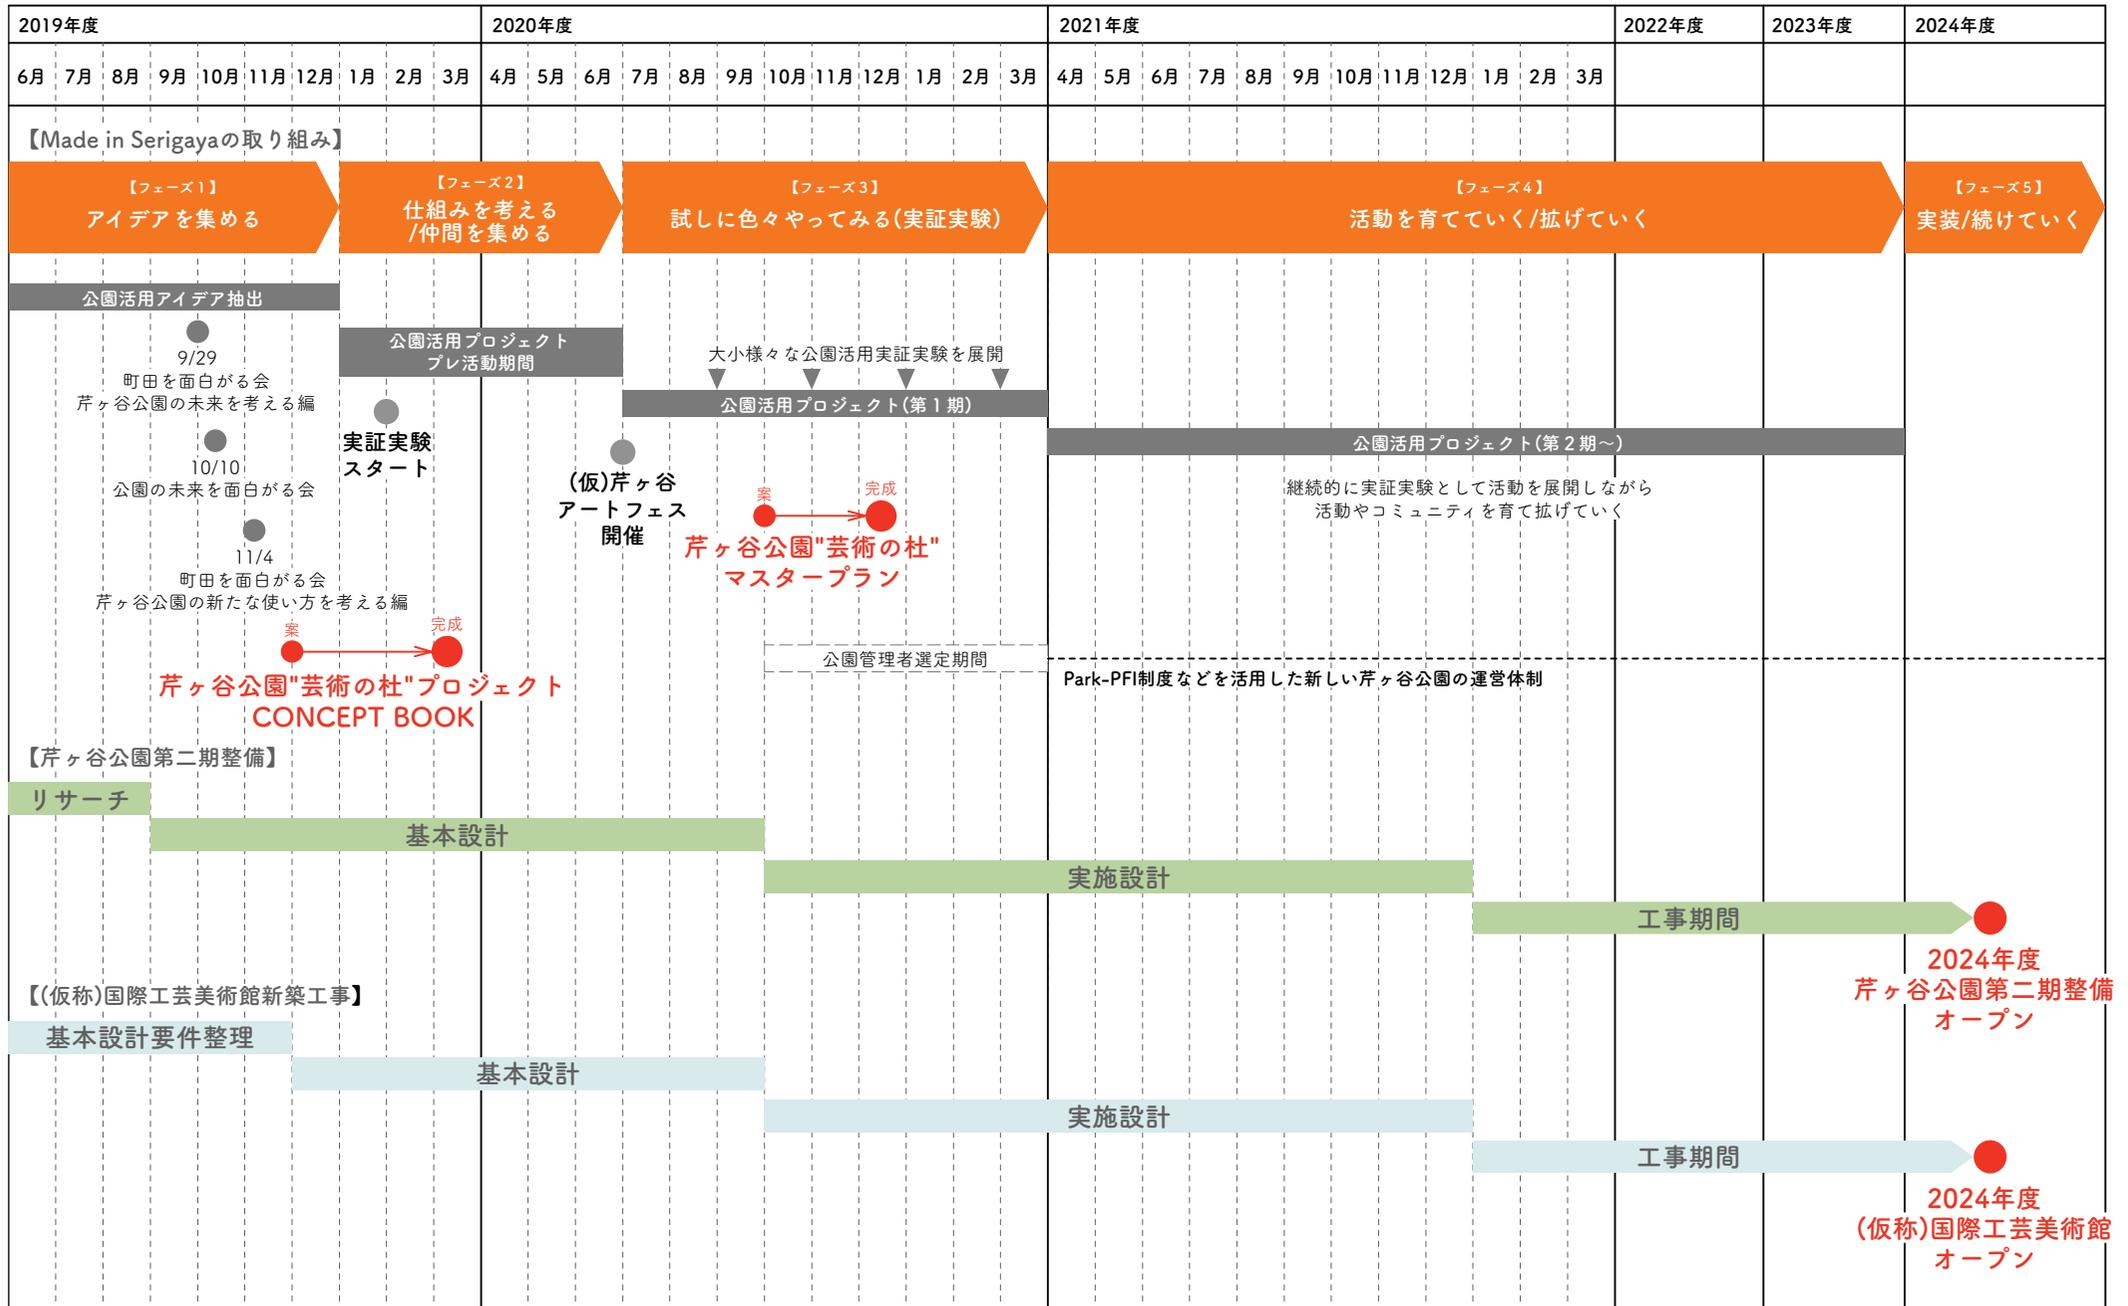 2019年度 2020年度 2021年度 2022年度 2023年度 2024年度
6月 7月 8月 9月 10月 11月 12月 1月 2月 3月 4月 5月 6月 7月 8月 9月 10月 11月 12月 1月 2月 3月 4月 5月 6月 7月 8月 9月 10月 11月 12月 1月 2月 3月
【Made in Serigayaの取り組み】
【フェーズ1】
アイデアを集める
【フェーズ2】
仕組みを考える
/仲間を集める
【フェーズ3】
試しに色々やってみる(実証実験)
【フェーズ4】
活動を育てていく/拡げていく
【フェーズ5】
実装/続けていく
公園活用アイデア抽出
9/29
町田を面白がる会
芹ヶ谷公園の未来を考える編
10/10
公園の未来を面白がる会
11/4
町田を面白がる会
芹ヶ谷公園の新たな使い方を考える編
公園活用プロジェクト
プレ活動期間
実証実験
スタート
大小様々な公園活用実証実験を展開
公園活用プロジェクト(第1期)
(仮)芹ヶ谷
アートフェス
開催
案
完成
芹ヶ谷公園"芸術の杜"
マスタープラン
公園活用プロジェクト(第2期〜)
継続的に実証実験として活動を展開しながら
活動やコミュニティを育て拡げていく
案
完成
芹ヶ谷公園"芸術の杜"プロジェクト
CONCEPT BOOK
公園管理者選定期間
Park-PFI制度などを活用した新しい芹ヶ谷公園の運営体制
【芹ヶ谷公園第二期整備】
リサーチ
基本設計
実施設計
工事期間
2024年度
芹ヶ谷公園第二期整備
オープン
【(仮称)国際工芸美術館新築工事】
基本設計要件整理
基本設計
実施設計
工事期間
2024年度
(仮称)国際工芸美術館
オープン